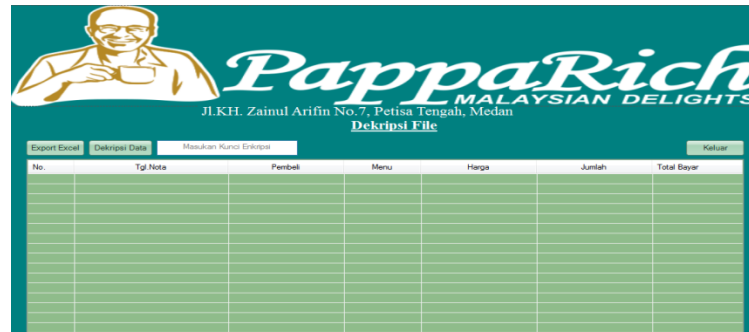 PappaRich
MALAYSIAN DELIGHTS
Jl.KH. Zainul Arifin No.7, Petisa Tengah, Medan
Dekripsi File
Export Excel Dekripsi Data Masukan Kunci Enkripsi Keluar
No. Tgl.Nota Pembeli Menu Harga Jumlah Total Bayar